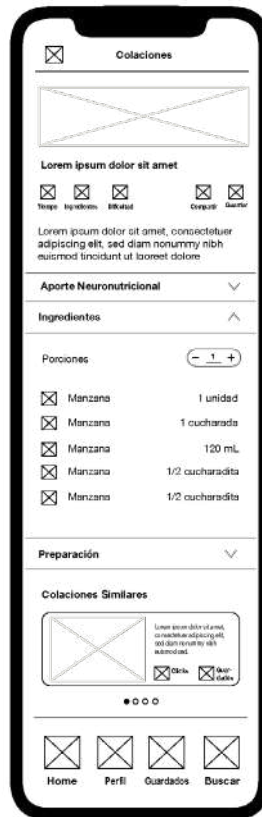 Colaciones
Lorem ipsum dolor sit amet
Tiempo Ingredientes Dificultad Compartir Guardar
Lorem ipsum dolor sit amet, consectetuer
adipiscing elit, sed diam nonummy nibh
euismod tincidunt ut laoreet dolore
Aporte Neuronutricional
Ingredientes
Porciones - 1 +
Manzana 1 unidad
Manzana 1 cucharada
Manzana 120 mL
Manzana 1/2 cucharadita
Manzana 1/2 cucharadita
Preparación
Colaciones Similares
Lorem ipsum dolor sit amet,
consectetuer adipiscing elit,
sed diam nonummy nibh
euismod sed.
Clicks Guar-
dados
Home Perfil Guardados Buscar